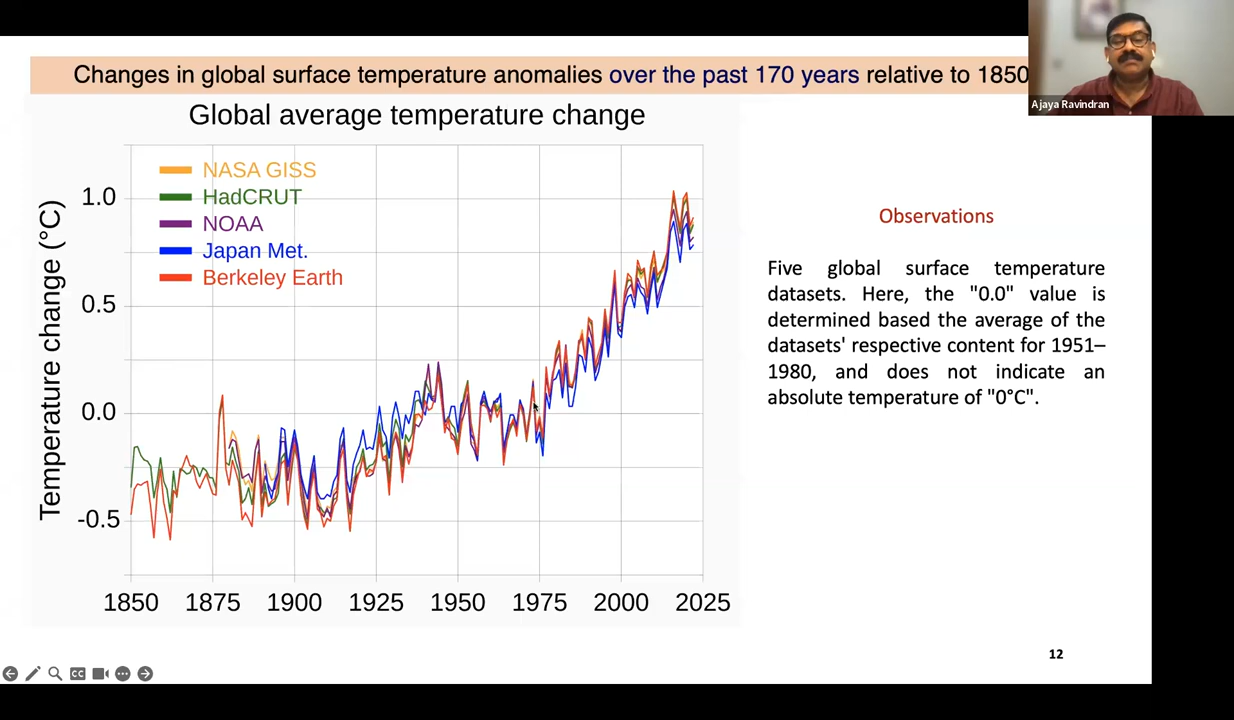 Changes in global surface temperature anomalies over the past 170 years relative to 1850
Ajaya Ravindran
Global average temperature change
Temperature change (°C)
1.0
0.5
0.0
-0.5
NASA GISS
HadCRUT
NOAA
Japan Met.
Berkeley Earth
1850 1875 1900 1925 1950 1975 2000 2025
Observations
Five global surface temperature
datasets. Here, the "0.0" value is
determined based the average of the
datasets' respective content for 1951–
1980, and does not indicate an
absolute temperature of "0°C".
12
CC